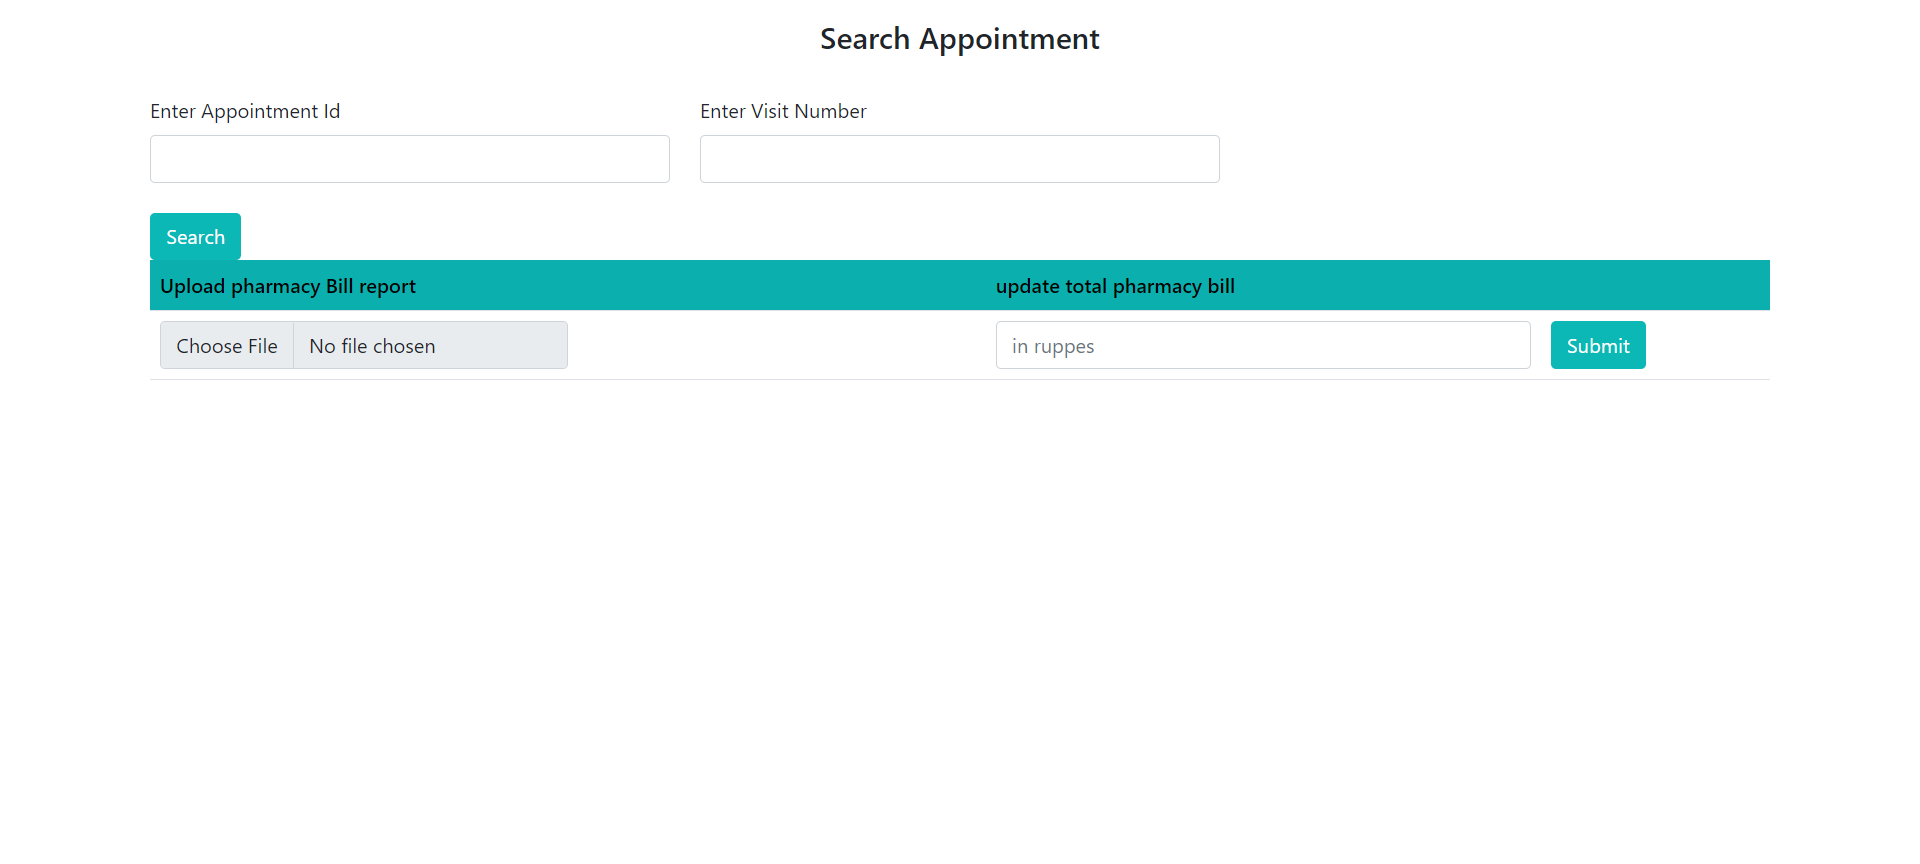 Search Appointment
Enter Appointment Id Enter Visit Number
Search
Upload pharmacy Bill report update total pharmacy bill
Choose File No file chosen in ruppes Submit